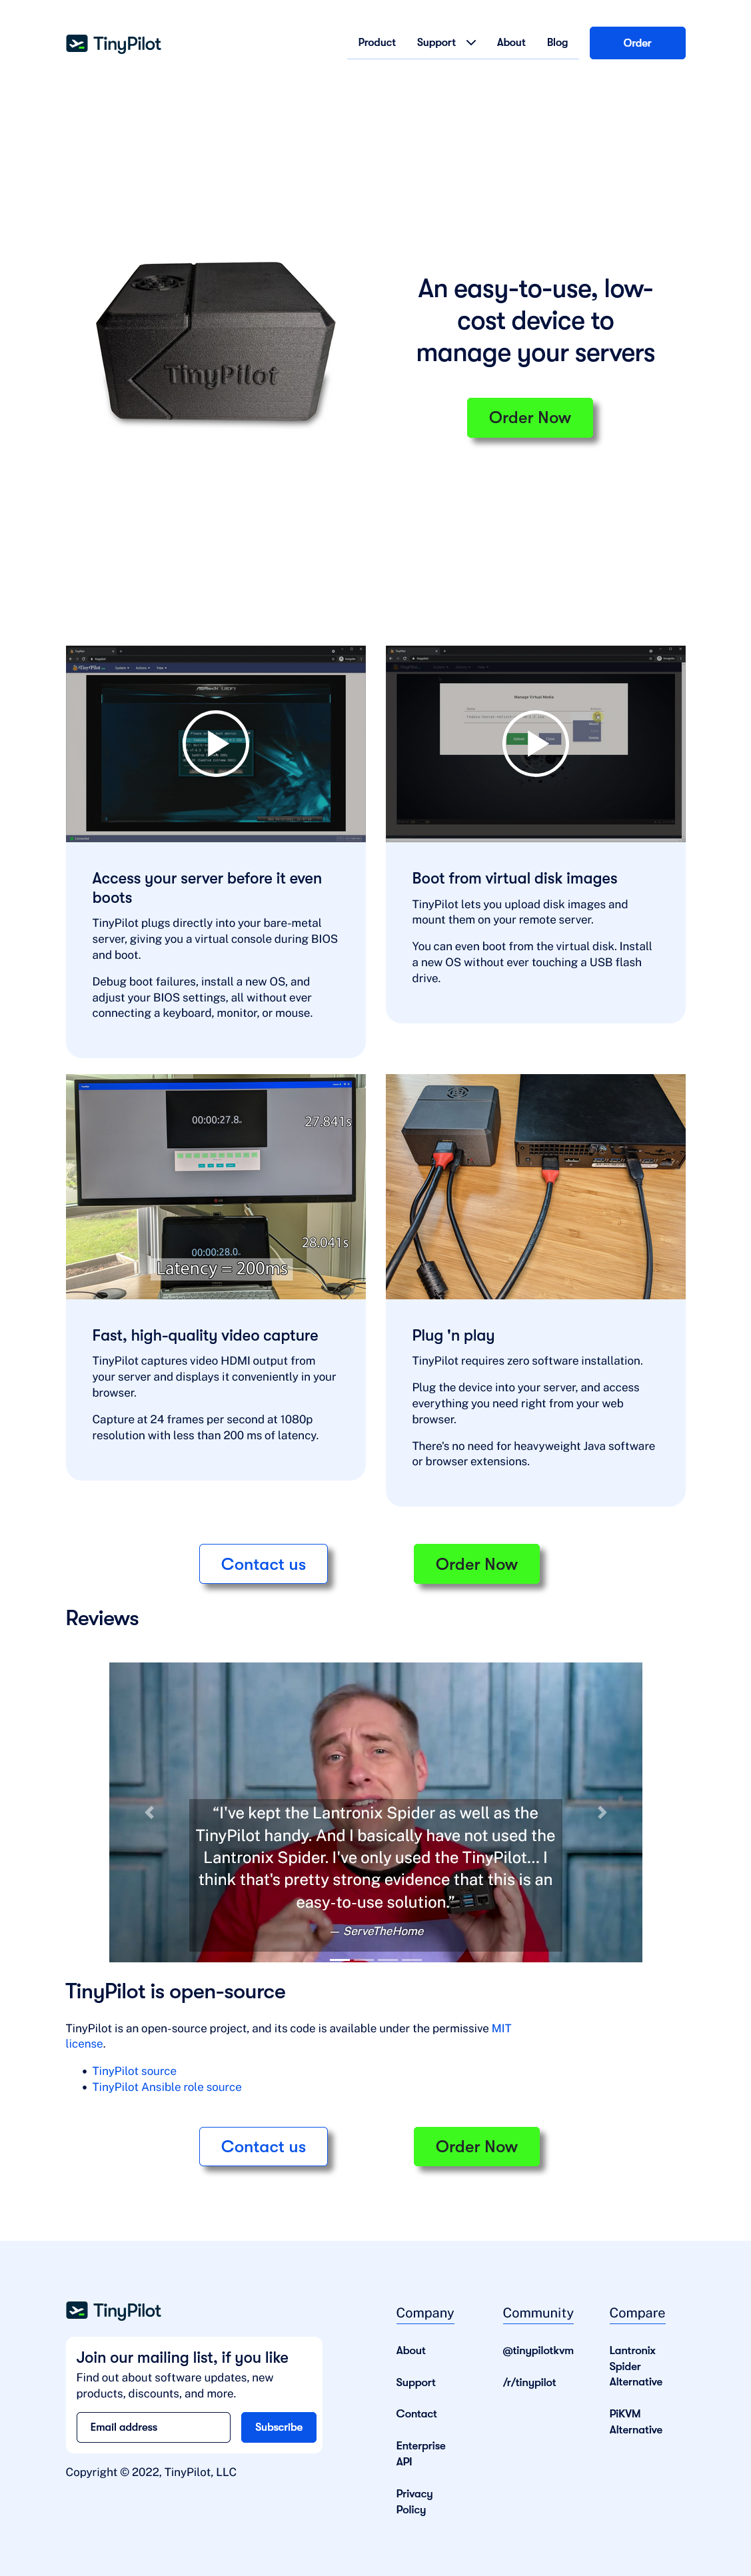 TinyPilot
Product Support About Blog Order
An easy-to-use, low-
cost device to
manage your servers
TinyPilot
Order Now
Manage Virtual Media
Access your server before it even
boots
TinyPilot plugs directly into your bare-metal
server, giving you a virtual console during BIOS
and boot.
Debug boot failures, install a new OS, and
adjust your BIOS settings, all without ever
connecting a keyboard, monitor, or mouse.
Boot from virtual disk images
TinyPilot lets you upload disk images and
mount them on your remote server.
You can even boot from the virtual disk. Install
a new OS without ever touching a USB flash
drive.
00:00:27.8
27.841s
28.041s
00:00:28.0
Latency = 200ms
Fast, high-quality video capture
TinyPilot captures video HDMI output from
your server and displays it conveniently in your
browser.
Capture at 24 frames per second at 1080p
resolution with less than 200 ms of latency.
Plug 'n play
TinyPilot requires zero software installation.
Plug the device into your server, and access
everything you need right from your web
browser.
There's no need for heavyweight Java software
or browser extensions.
Contact us
Order Now
Reviews
“I've kept the Lantronix Spider as well as the
TinyPilot handy. And I basically have not used the
Lantronix Spider. I've only used the TinyPilot... I
think that's pretty strong evidence that this is an
easy-to-use solution.”
— ServeTheHome
TinyPilot is open-source
TinyPilot is an open-source project, and its code is available under the permissive MIT
license.
• TinyPilot source
• TinyPilot Ansible role source
Contact us
Order Now
TinyPilot
Join our mailing list, if you like
Find out about software updates, new
products, discounts, and more.
Email address
Subscribe
Copyright © 2022, TinyPilot, LLC
Company
About
Support
Contact
Enterprise
API
Privacy
Policy
Community
@tinypilotkvm
/r/tinypilot
Compare
Lantronix
Spider
Alternative
PiKVM
Alternative